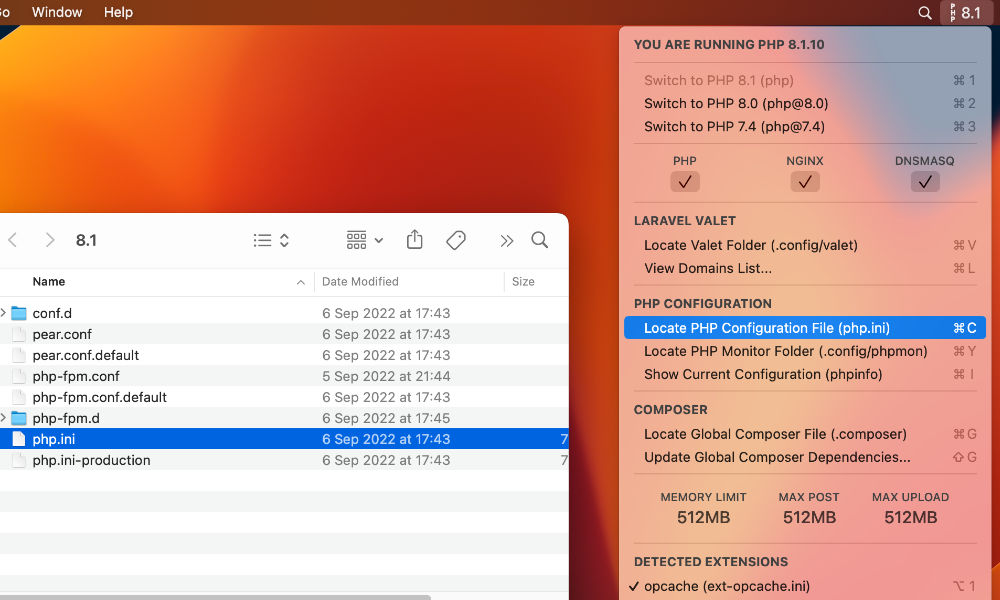 Window Help
PHP 8.1
YOU ARE RUNNING PHP 8.1.10
Switch to PHP 8.1 (php) ⌘ 1
Switch to PHP 8.0 (php@8.0) ⌘ 2
Switch to PHP 7.4 (php@7.4) ⌘ 3
PHP NGINX DNSMASQ
LARAVEL VALET
Locate Valet Folder (.config/valet) ⌘ V
View Domains List... ⌘ L
PHP CONFIGURATION
Locate PHP Configuration File (php.ini) ⌘ C
Locate PHP Monitor Folder (.config/phpmon) ⌘ Y
Show Current Configuration (phpinfo) ⌘ I
COMPOSER
Locate Global Composer File (.composer) ⌘ G
Update Global Composer Dependencies... ⇧ G
MEMORY LIMIT MAX POST MAX UPLOAD
512MB 512MB 512MB
DETECTED EXTENSIONS
✓ opcache (ext-opcache.ini) ⌥ 1
8.1
Name Date Modified Size
conf.d 6 Sep 2022 at 17:43
pear.conf 6 Sep 2022 at 17:43
pear.conf.default 6 Sep 2022 at 17:43
php-fpm.conf 5 Sep 2022 at 21:44
php-fpm.conf.default 6 Sep 2022 at 17:43
php-fpm.d 6 Sep 2022 at 17:45
php.ini 6 Sep 2022 at 17:43 7
php.ini-production 6 Sep 2022 at 17:43 7